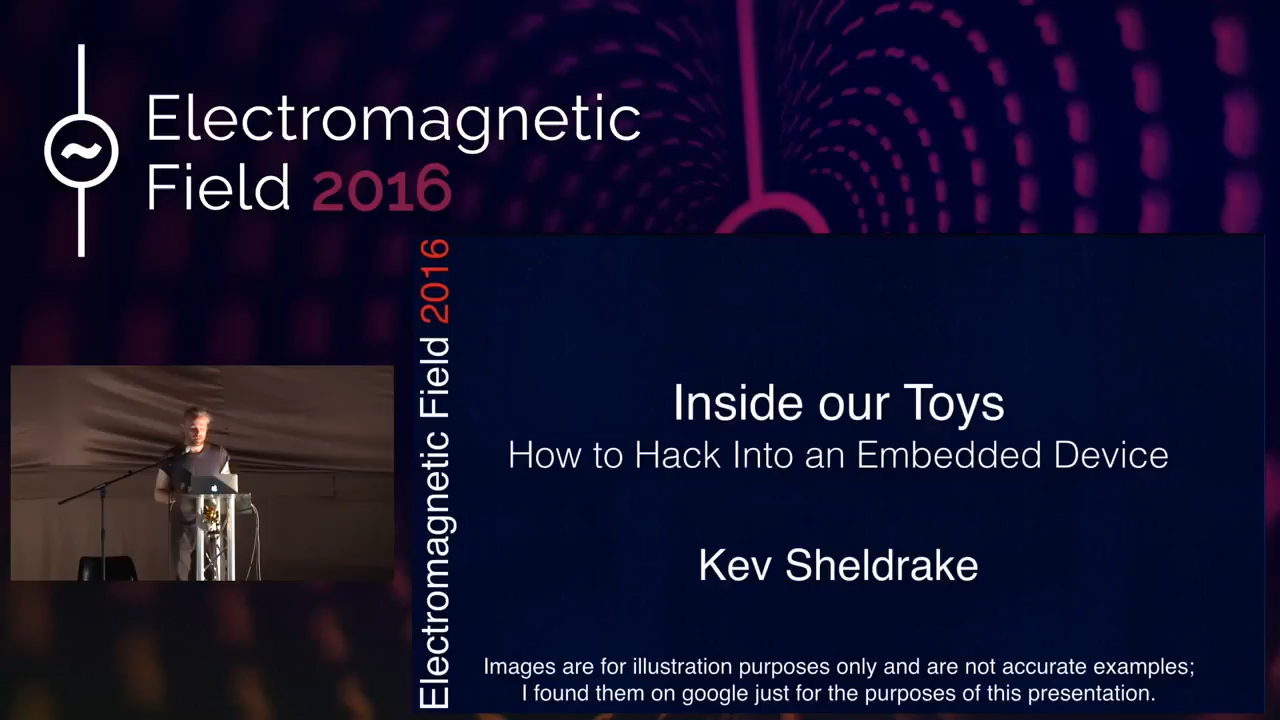 Electromagnetic
Field 2016
Electromagnetic Field 2016
Inside our Toys
How to Hack Into an Embedded Device
Kev Sheldrake
Images are for illustration purposes only and are not accurate examples;
I found them on google just for the purposes of this presentation.